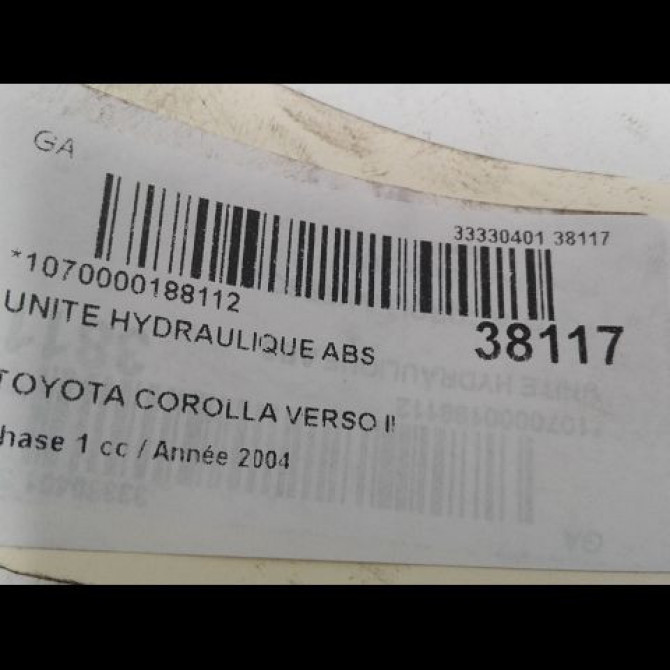 GA
33330401 38117
*1070000188112
38117
UNITE HYDRAULIQUE ABS
TOYOTA COROLLA VERSO II
hase 1 cc / Année 2004